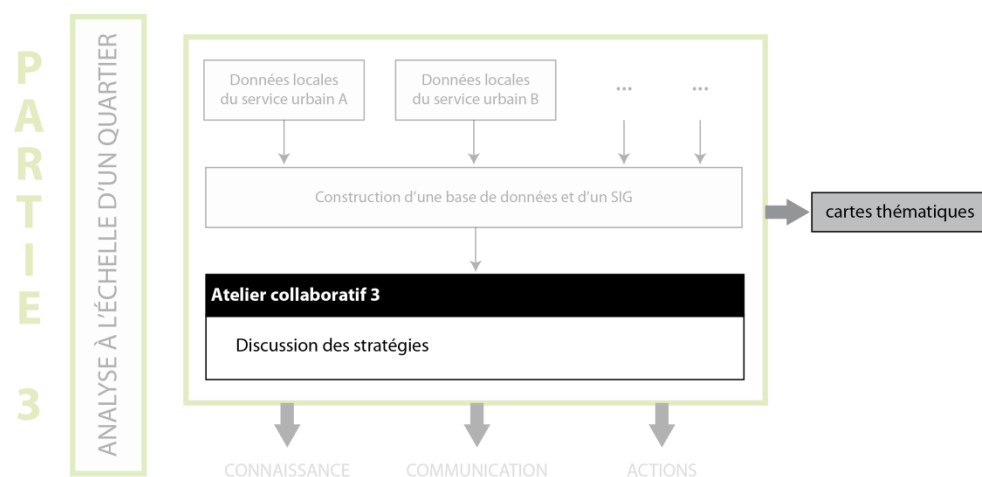 PARTIE 3
ANALYSE À L'ÉCHELLE D'UN QUARTIER
Données locales
du service urbain A
Données locales
du service urbain B
...
...
Construction d'une base de données et d'un SIG
cartes thématiques
Atelier collaboratif 3
Discussion des stratégies
CONNAISSANCE
COMMUNICATION
ACTIONS